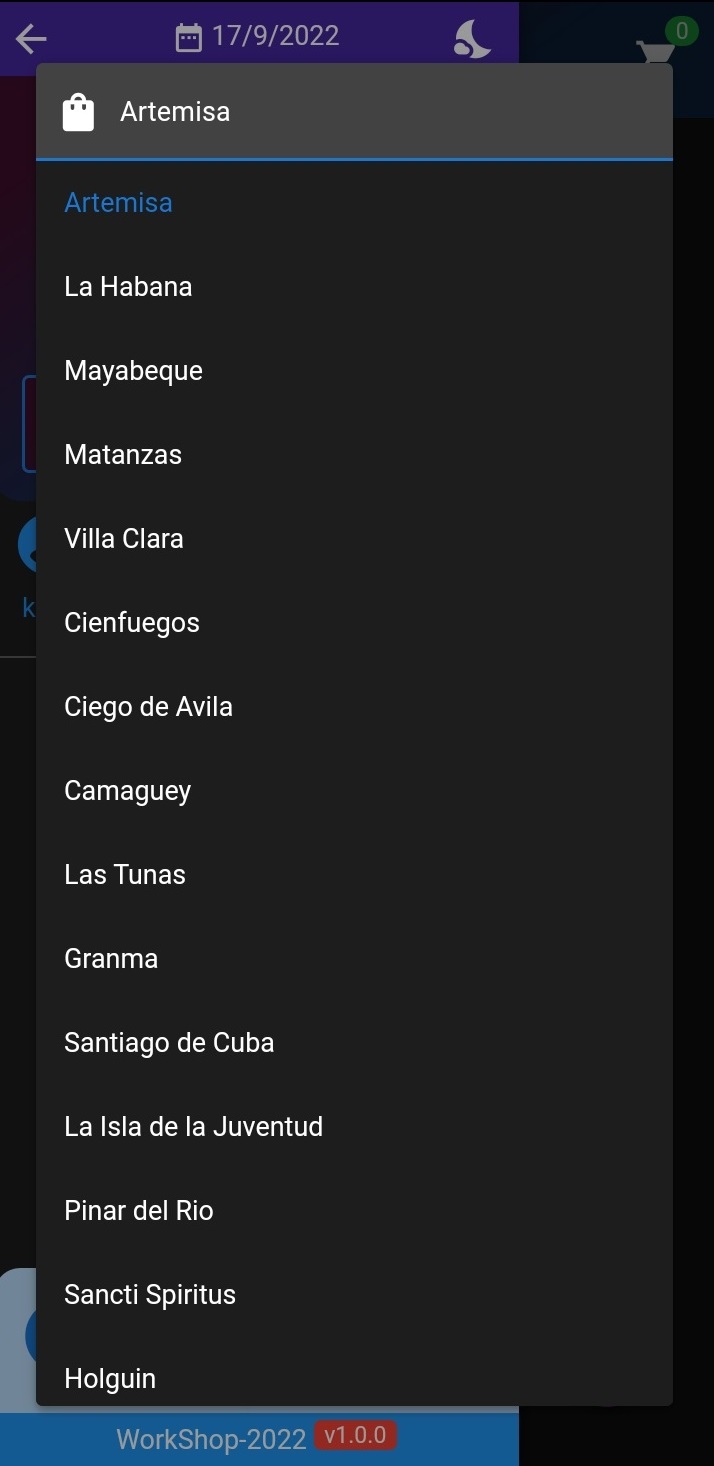 17/9/2022
0
Artemisa
Artemisa
La Habana
Mayabeque
Matanzas
Villa Clara
Cienfuegos
Ciego de Avila
Camaguey
k
Las Tunas
Granma
Santiago de Cuba
La Isla de la Juventud
Pinar del Rio
Sancti Spiritus
Holguin
WorkShop-2022 v1.0.0